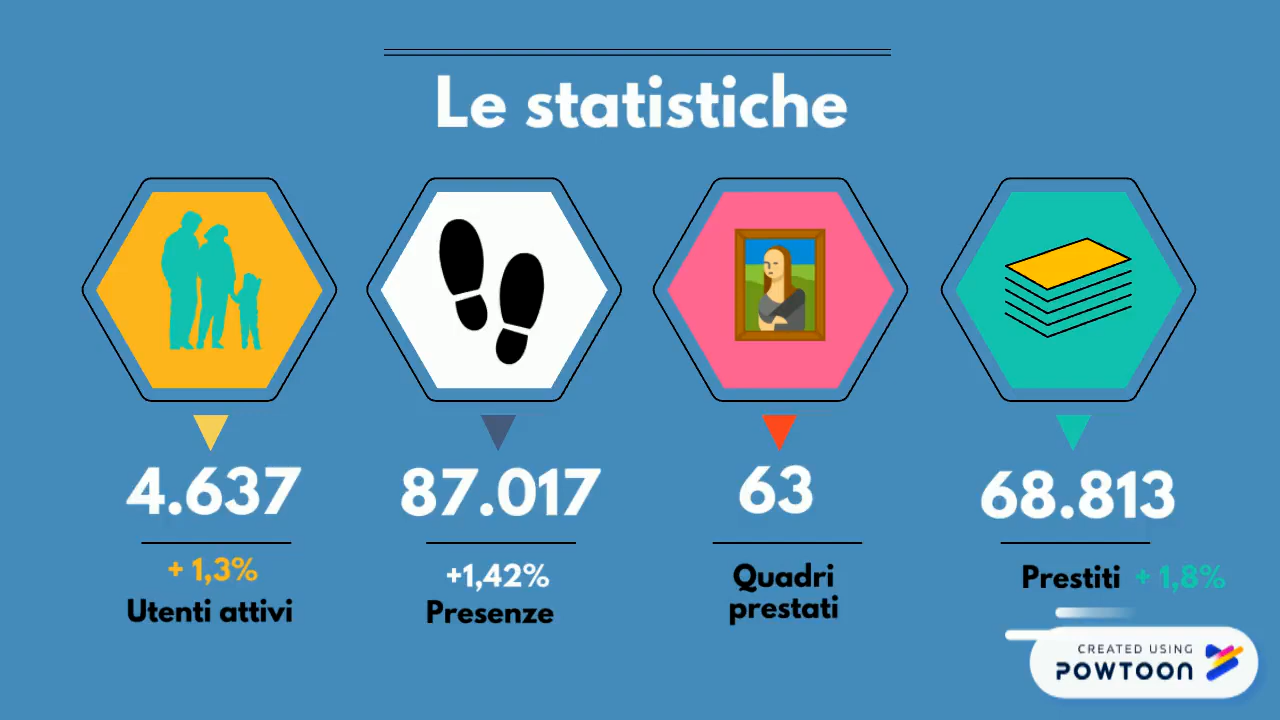 Le statistiche
4.637
+ 1,3%
Utenti attivi
87.017
+1,42%
Presenze
63
Quadri
prestati
68.813
Prestiti + 1,8%
CREATED USING
POWTOON